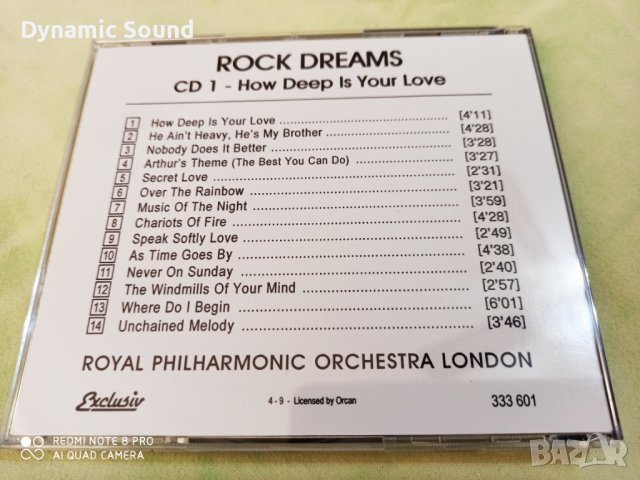 Dynamic Sound
ROCK DREAMS
CD 1 - How Deep Is Your Love
1 How Deep Is Your Love [4'11]
2 He Ain't Heavy, He's My Brother [4'28]
3 Nobody Does It Better [3'28]
4 Arthur's Theme (The Best You Can Do) [3'27]
5 Secret Love [2'31]
6 Over The Rainbow [3'21]
7 Music Of The Night [3'59]
8 Chariots Of Fire [4'28]
9 Speak Softly Love [2'49]
10 As Time Goes By [4'38]
11 Never On Sunday [2'40]
12 The Windmills Of Your Mind [2'57]
13 Where Do I Begin [6'01]
14 Unchained Melody [3'46]
ROYAL PHILHARMONIC ORCHESTRA LONDON
Exclusiv 4 - 9 - Licensed by Orcan 333 601
REDMI NOTE 8 PRO
AI QUAD CAMERA
bazar